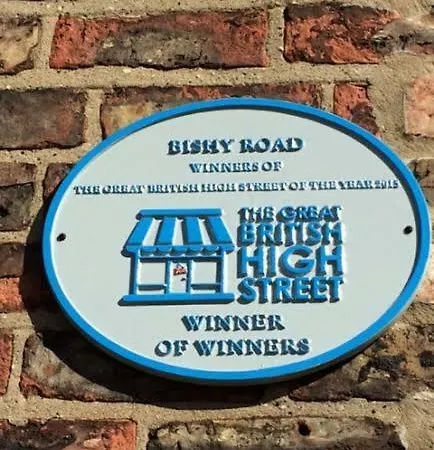 BISHY ROAD
WINNERS OF
THE GREAT BRITISH HIGH STREET OF THE YEAR 2015
THE GREAT
BRITISH
HIGH
STREET
WINNER
OF WINNERS